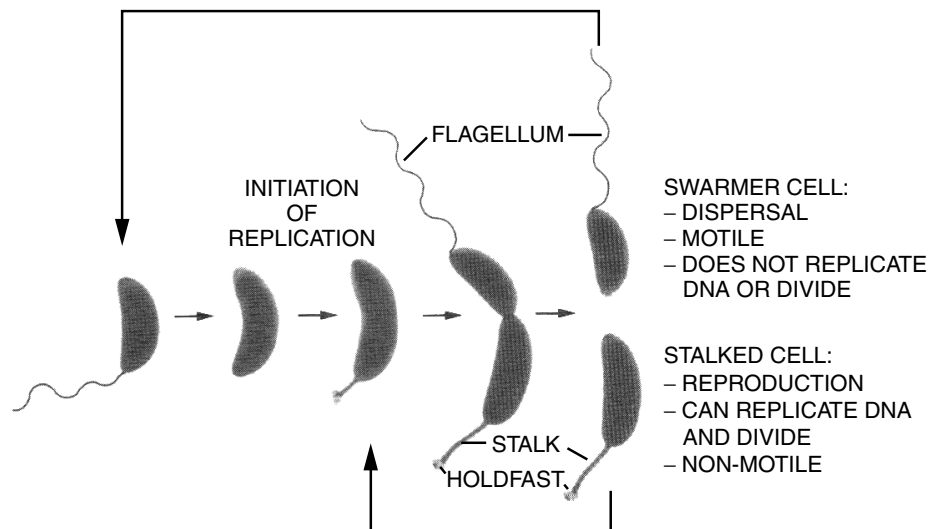 FLAGELLUM
INITIATION
OF
REPLICATION
SWARMER CELL:
– DISPERSAL
– MOTILE
– DOES NOT REPLICATE
DNA OR DIVIDE
STALKED CELL:
– REPRODUCTION
– CAN REPLICATE DNA
AND DIVIDE
– NON-MOTILE
STALK
HOLDFAST